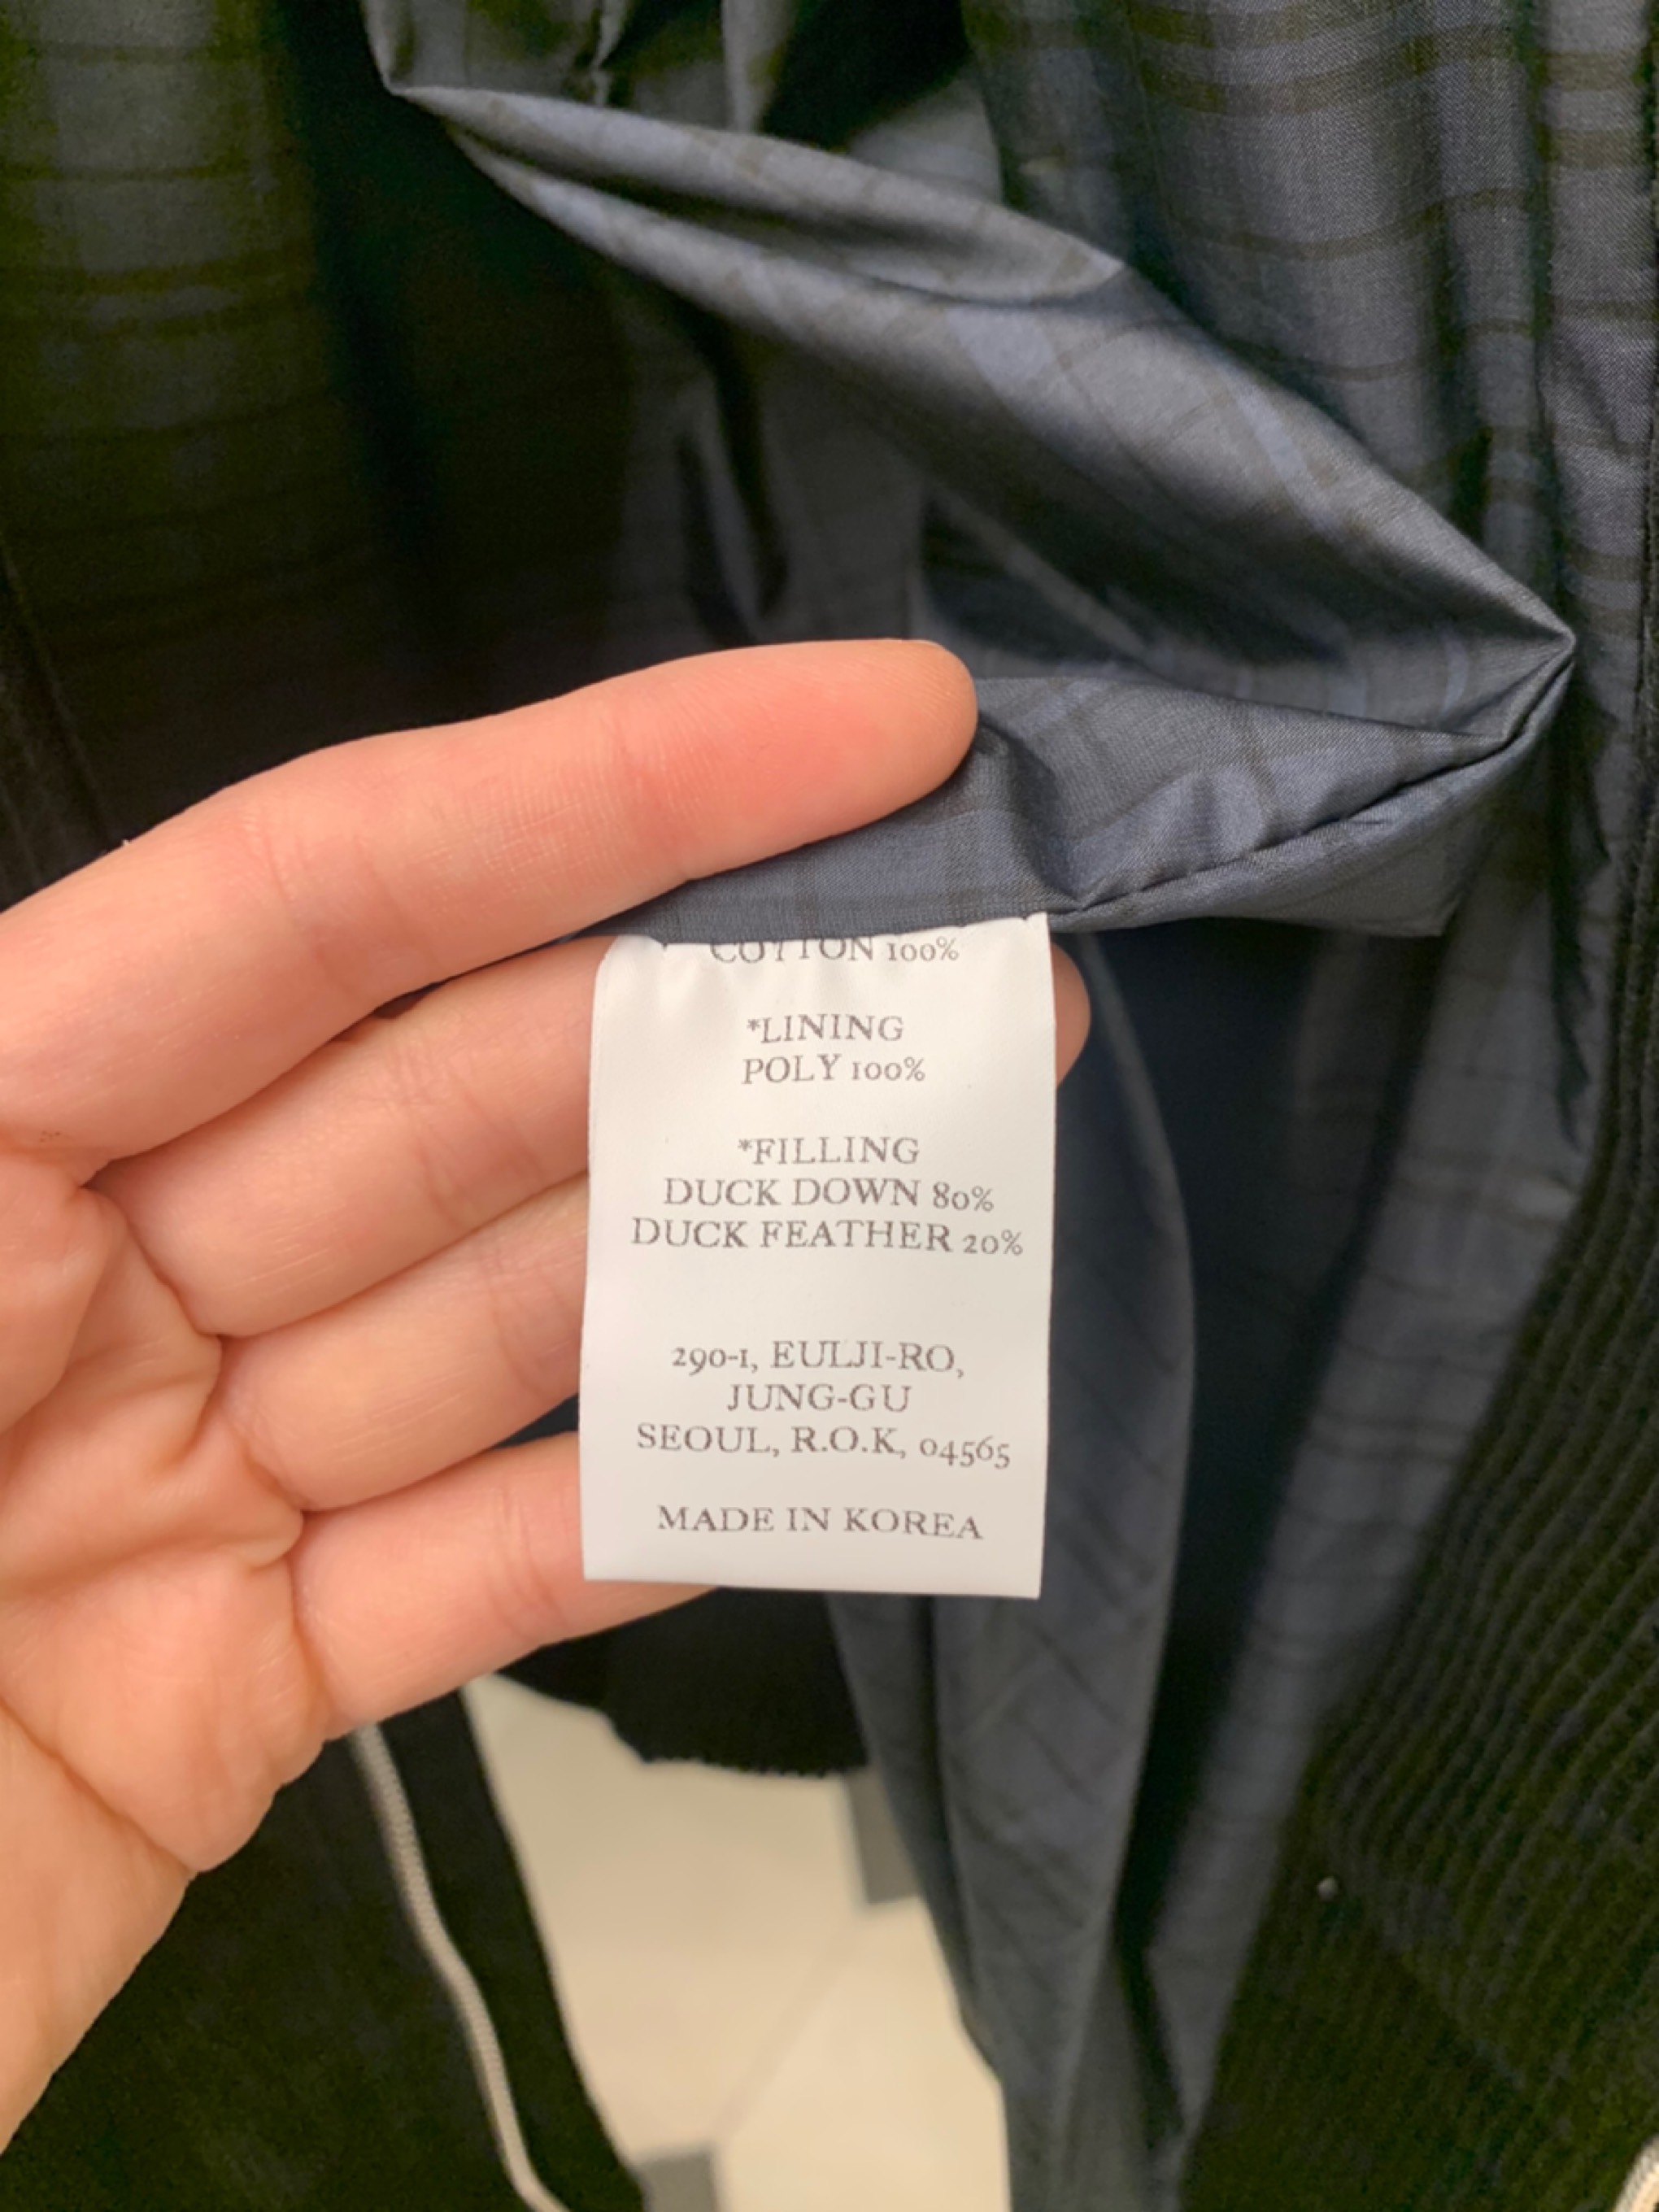 COTTON 100%
*LINING
POLY 100%
*FILLING
DUCK DOWN 80%
DUCK FEATHER 20%
290-1, EULJI-RO,
JUNG-GU
SEOUL, R.O.K, 04565
MADE IN KOREA